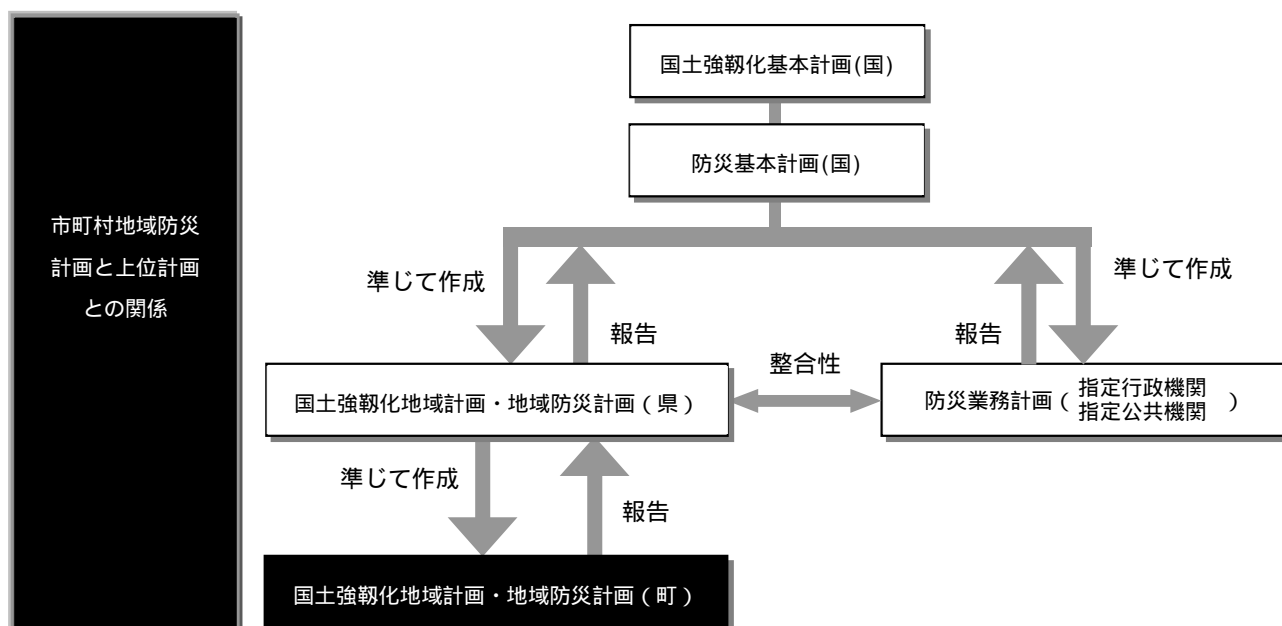 市町村地域防災
計画と上位計画
との関係
国土強靱化基本計画(国)
防災基本計画(国)
準じて作成
報告
報告
準じて作成
国土強靱化地域計画・地域防災計画（県）
整合性
防災業務計画（指定行政機関
指定公共機関）
準じて作成
報告
国土強靱化地域計画・地域防災計画（町）